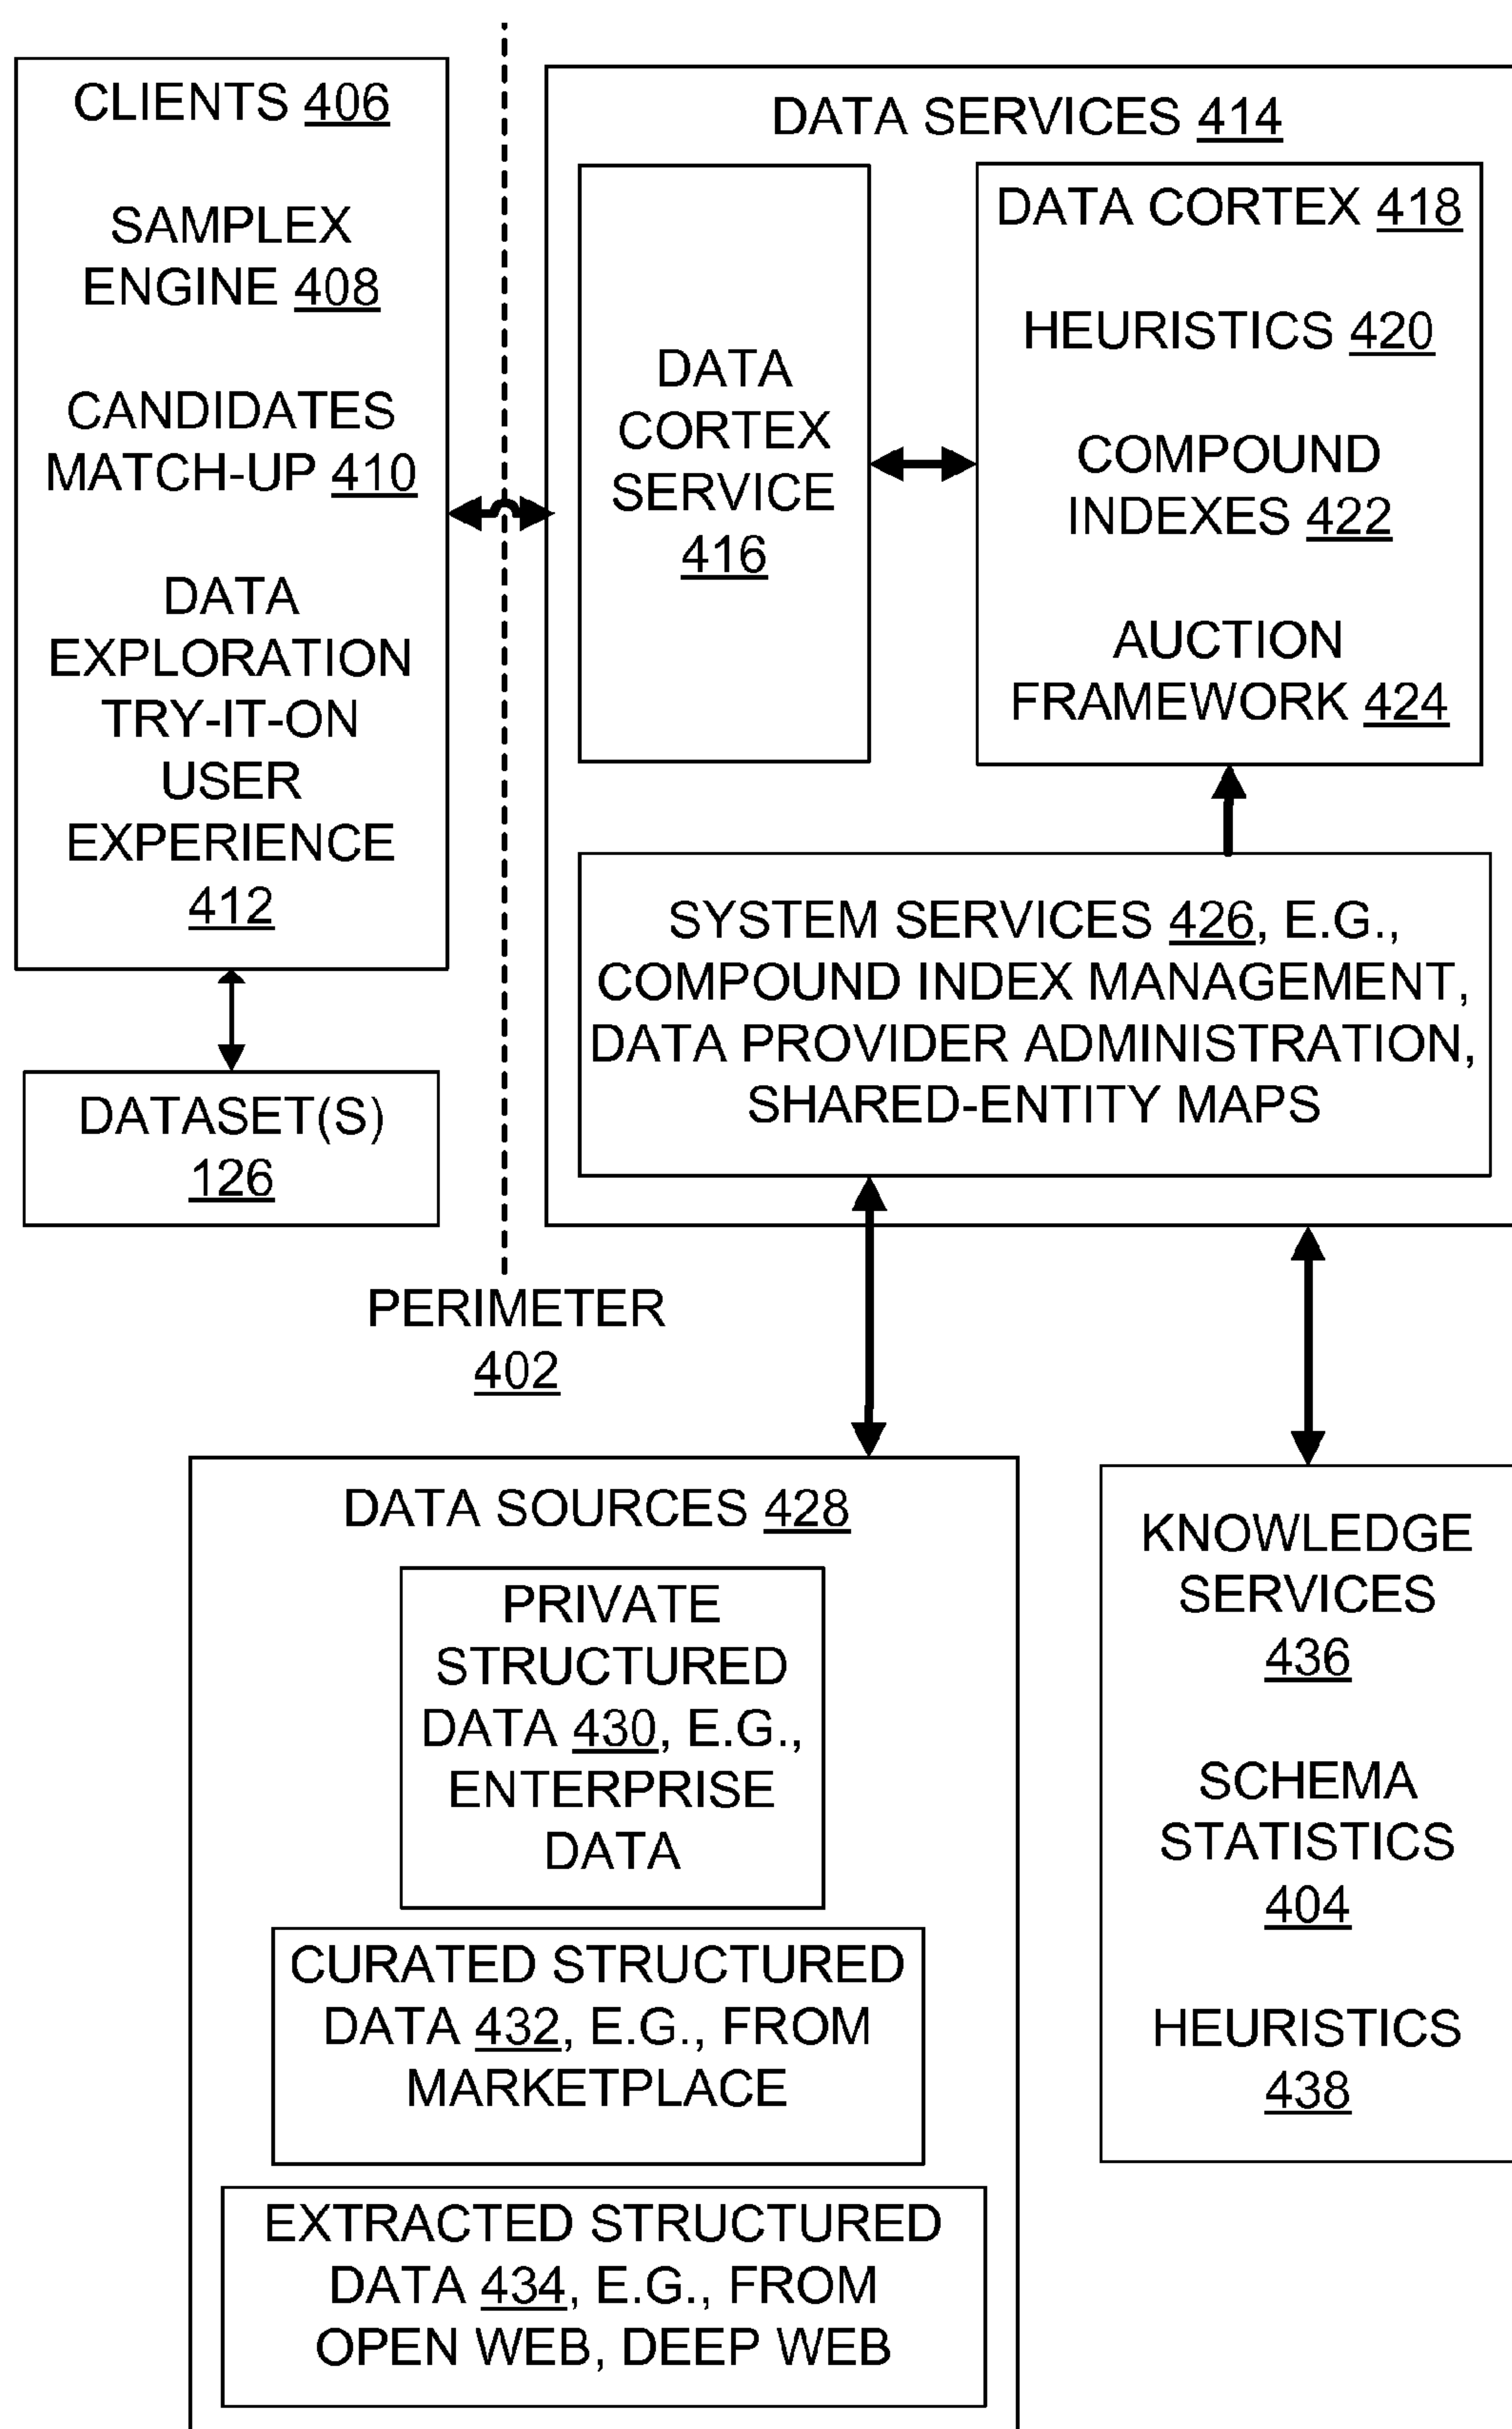 CLIENTS 406
SAMPLEX
ENGINE 408
CANDIDATES
MATCH-UP 410
DATA
EXPLORATION
TRY-IT-ON
USER
EXPERIENCE
412
DATASET(S)
126
PERIMETER
402
DATA SERVICES 414
DATA
CORTEX
SERVICE
416
DATA CORTEX 418
HEURISTICS 420
COMPOUND
INDEXES 422
AUCTION
FRAMEWORK 424
SYSTEM SERVICES 426, E.G.,
COMPOUND INDEX MANAGEMENT,
DATA PROVIDER ADMINISTRATION,
SHARED-ENTITY MAPS
DATA SOURCES 428
PRIVATE
STRUCTURED
DATA 430, E.G.,
ENTERPRISE
DATA
CURATED STRUCTURED
DATA 432, E.G., FROM
MARKETPLACE
EXTRACTED STRUCTURED
DATA 434, E.G., FROM
OPEN WEB, DEEP WEB
KNOWLEDGE
SERVICES
436
SCHEMA
STATISTICS
404
HEURISTICS
438